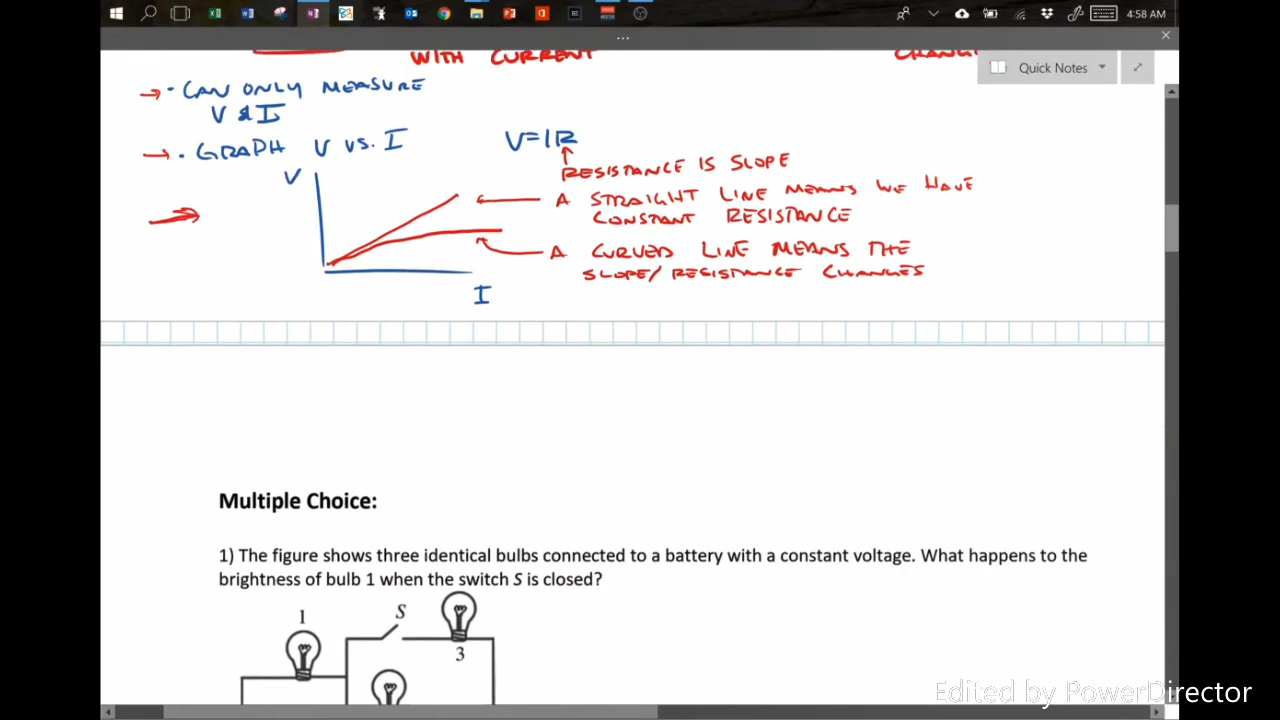 4:58 AM
Quick Notes
WITH CURRENT
→ • CAN ONLY MEASURE
V & I
→ • GRAPH V VS. I
V=IR
RESISTANCE IS SLOPE
V
A STRAIGHT LINE MEANS WE HAVE
CONSTANT RESISTANCE
A CURVED LINE MEANS THE
SLOPE/RESISTANCE CHANGES
I
Multiple Choice:
1) The figure shows three identical bulbs connected to a battery with a constant voltage. What happens to the
brightness of bulb 1 when the switch S is closed?
1
S
3
Edited by PowerDirector